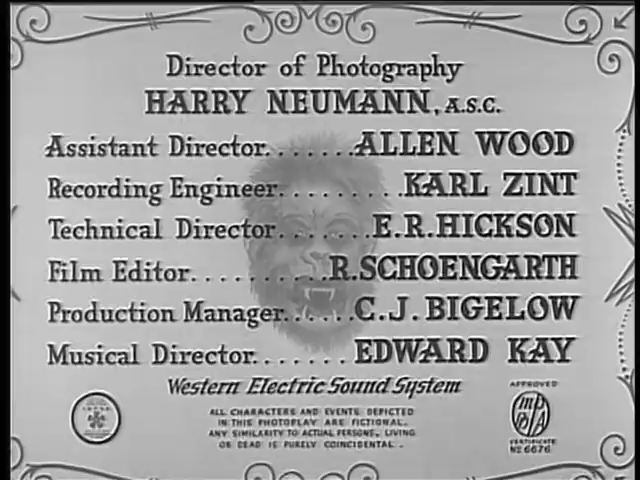 Director of Photography
HARRY NEUMANN, A.S.C.
Assistant Director.......ALLEN WOOD
Recording Engineer.........KARL ZINT
Technical Director.......E.R.HICKSON
Film Editor..........R.SCHOENGARTH
Production Manager......C.J.BIGELOW
Musical Director.......EDWARD KAY
Western Electric Sound System
ALL CHARACTERS AND EVENTS DEPICTED
IN THIS PHOTOPLAY ARE FICTIONAL.
ANY SIMILARITY TO ACTUAL PERSONS, LIVING
OR DEAD IS PURELY COINCIDENTAL.
APPROVED
MPPDA
CERTIFICATE
No 6676